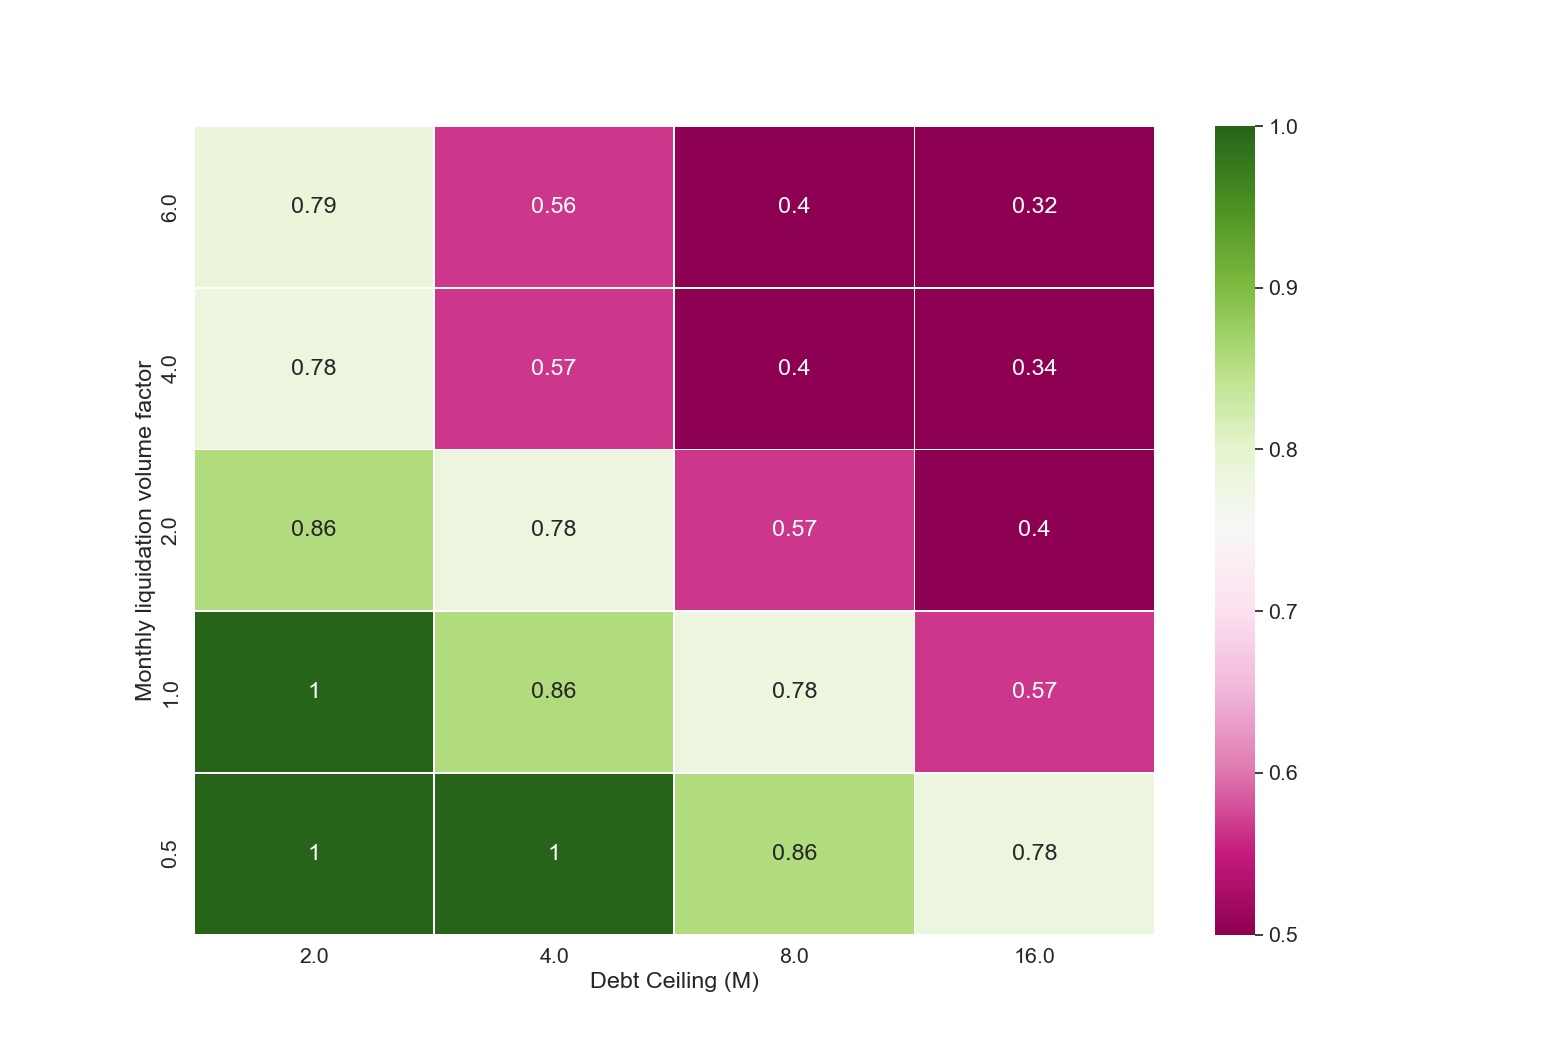 6.0 0.79 0.56 0.4 0.32
4.0 0.78 0.57 0.4 0.34
2.0 0.86 0.78 0.57 0.4
1.0 1 0.86 0.78 0.57
0.5 1 1 0.86 0.78
2.0 4.0 8.0 16.0
Debt Ceiling (M)
Monthly liquidation volume factor
1.0
0.9
0.8
0.7
0.6
0.5